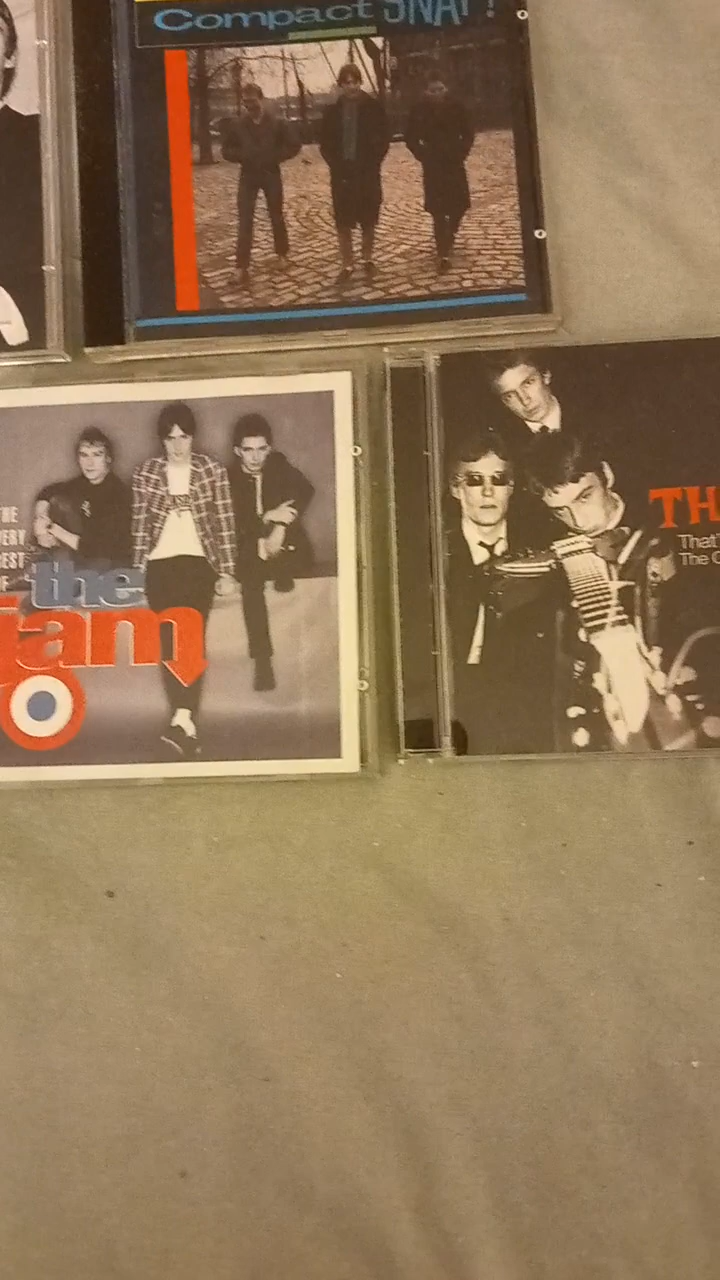 Compact SNAP!
THE
VERY
BEST
OF
the
jam
TH
That'
The C